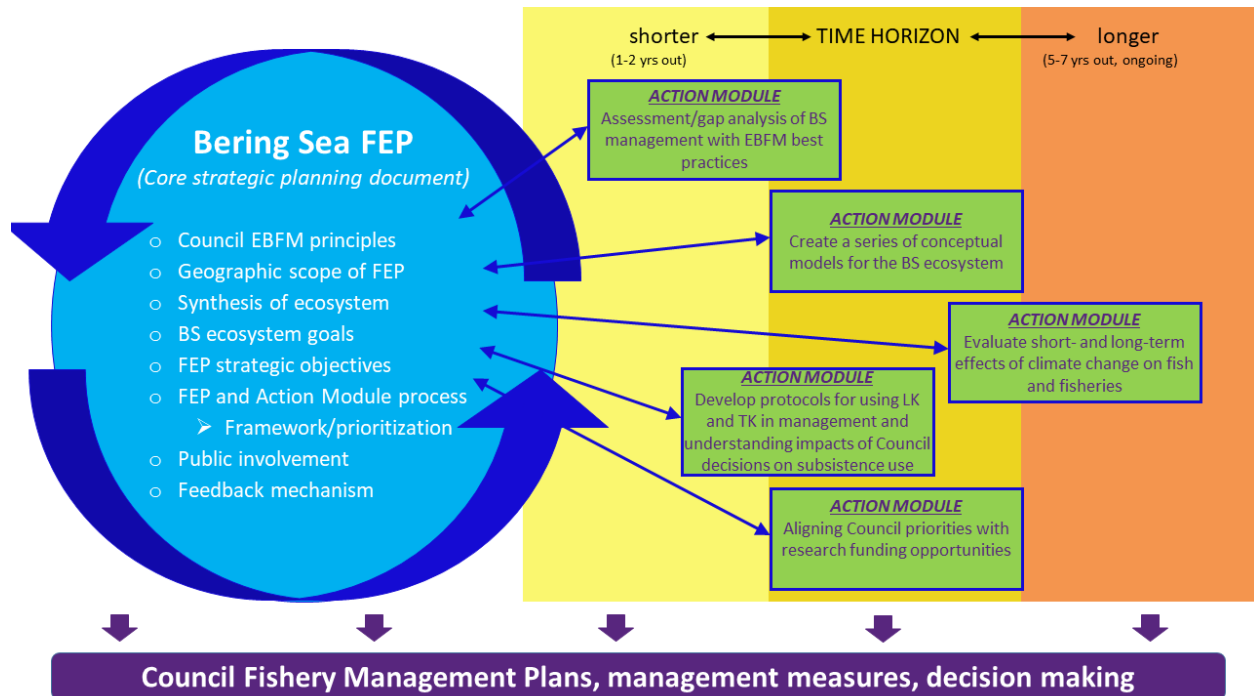 Bering Sea FEP
(Core strategic planning document)
o Council EBFM principles
o Geographic scope of FEP
o Synthesis of ecosystem
o BS ecosystem goals
o FEP strategic objectives
o FEP and Action Module process
➢ Framework/prioritization
o Public involvement
o Feedback mechanism
shorter TIME HORIZON longer
(1-2 yrs out) (5-7 yrs out, ongoing)
ACTION MODULE
Assessment/gap analysis of BS
management with EBFM best
practices
ACTION MODULE
Create a series of conceptual
models for the BS ecosystem
ACTION MODULE
Evaluate short- and long-term
effects of climate change on fish
and fisheries
ACTION MODULE
Develop protocols for using LK
and TK in management and
understanding impacts of Council
decisions on subsistence use
ACTION MODULE
Aligning Council priorities with
research funding opportunities
Council Fishery Management Plans, management measures, decision making